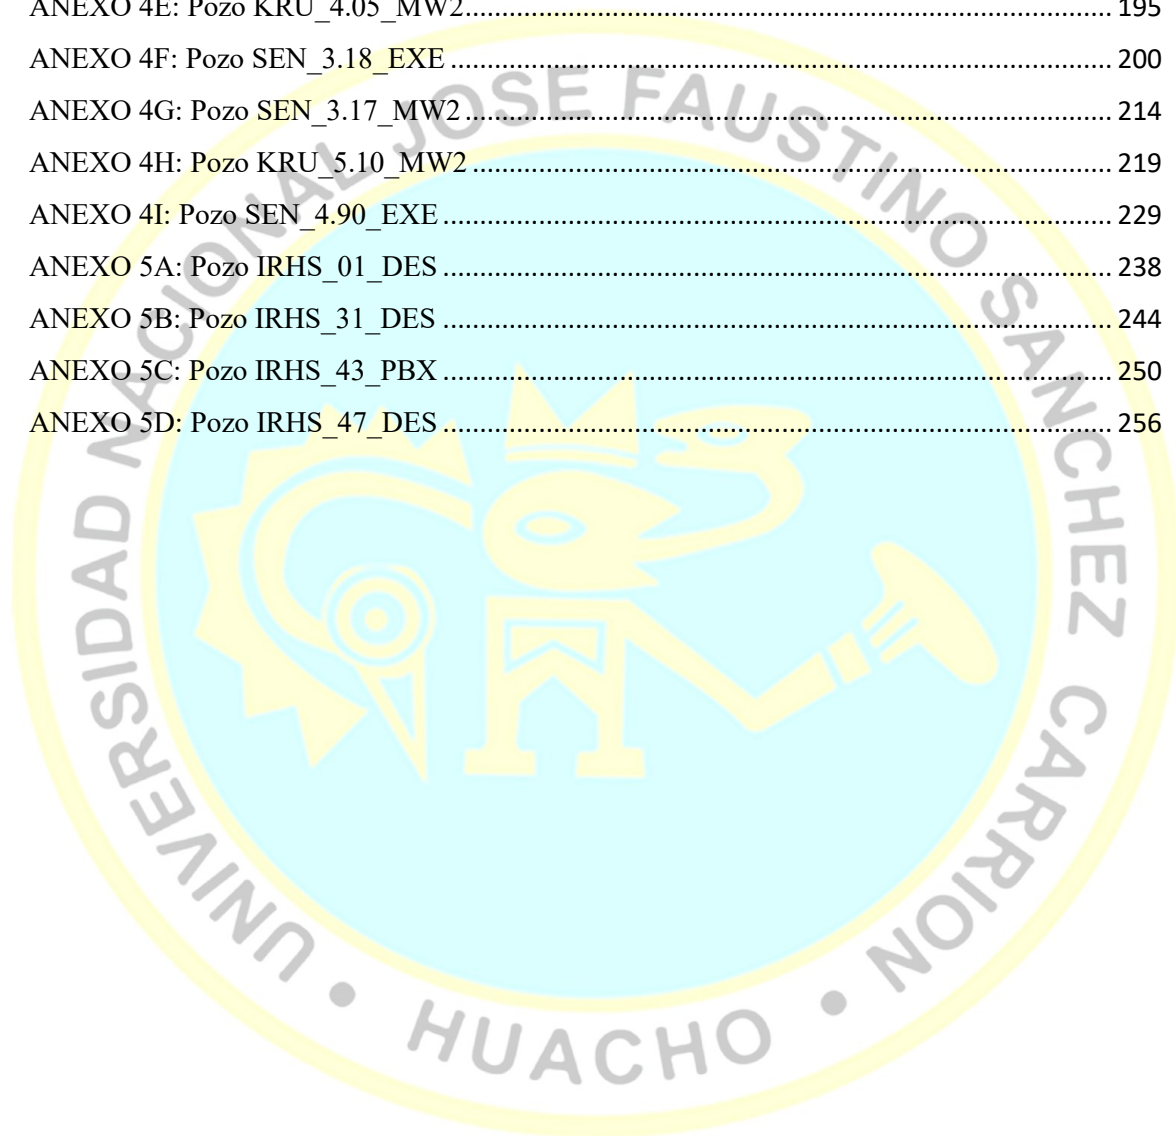 ANEXO 4E: Pozo KRU_4.05_MW2 195
ANEXO 4F: Pozo SEN_3.18_EXE 200
ANEXO 4G: Pozo SEN_3.17_MW2 214
ANEXO 4H: Pozo KRU_5.10_MW2 219
ANEXO 4I: Pozo SEN_4.90_EXE 229
ANEXO 5A: Pozo IRHS_01_DES 238
ANEXO 5B: Pozo IRHS_31_DES 244
ANEXO 5C: Pozo IRHS_43_PBX 250
ANEXO 5D: Pozo IRHS_47_DES 256
UNIVERSIDAD NACIONAL JOSE FAUSTINO SANCHEZ CARRION
• HUACHO •